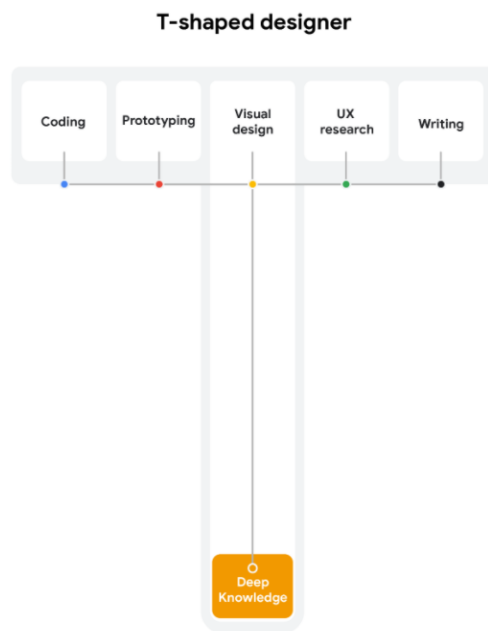 T-shaped designer
Coding
Prototyping
Visual
design
UX
research
Writing
Deep
Knowledge